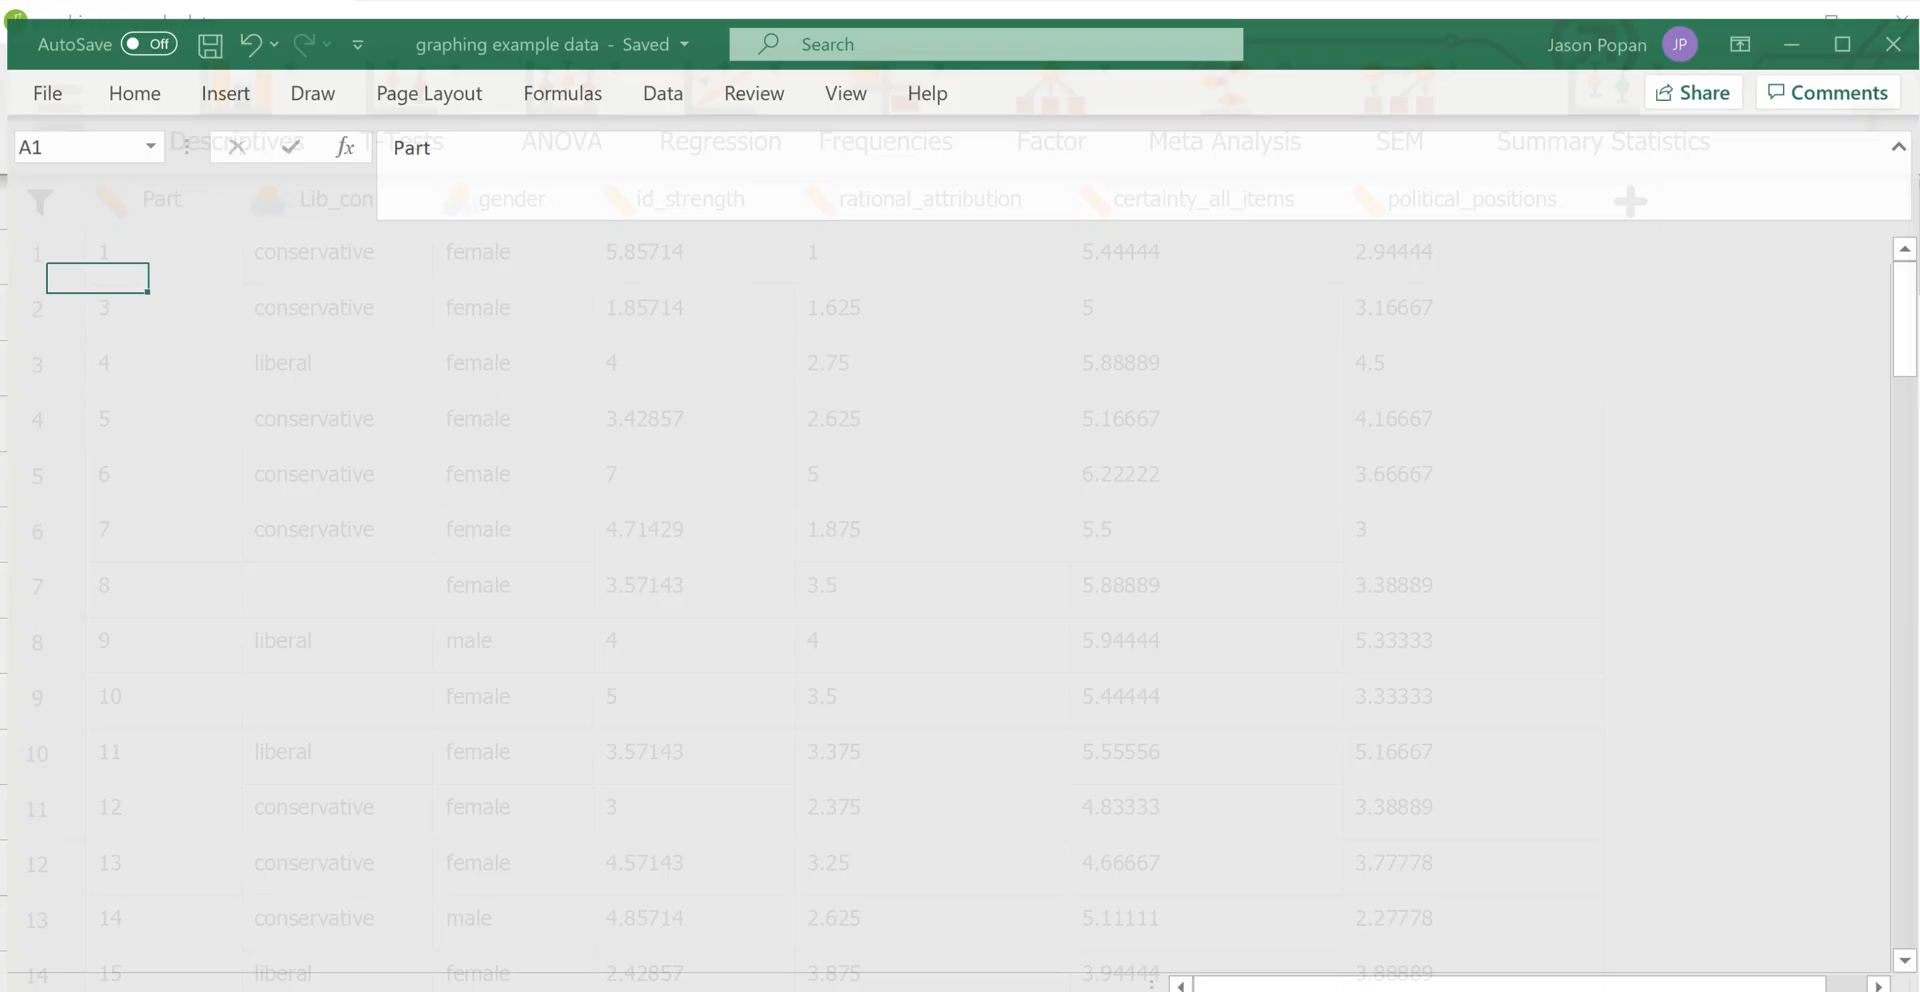 AutoSave Off graphing example data - Saved Search Jason Popan JP
File Home Insert Draw Page Layout Formulas Data Review View Help Share Comments
Descriptives T-Tests ANOVA Regression Frequencies Factor Meta Analysis SEM Summary Statistics
A1 fx Part
Part Lib_con gender id_strength rational_attribution certainty_all_items political_positions
1 1 conservative female 5.85714 1 5.44444 2.94444
2 3 conservative female 1.85714 1.625 5 3.16667
3 4 liberal female 4 2.75 5.88889 4.5
4 5 conservative female 3.42857 2.625 5.16667 4.16667
5 6 conservative female 7 5 6.22222 3.66667
6 7 conservative female 4.71429 1.875 5.5 3
7 8 female 3.57143 3.5 5.88889 3.38889
8 9 liberal male 4 4 5.94444 5.33333
9 10 female 5 3.5 5.44444 3.33333
10 11 liberal female 3.57143 3.375 5.55556 5.16667
11 12 conservative female 3 2.375 4.83333 3.38889
12 13 conservative female 4.57143 3.25 4.66667 3.77778
13 14 conservative male 4.85714 2.625 5.11111 2.27778
14 15 liberal female 2.42857 3.875 3.94444 3.88889